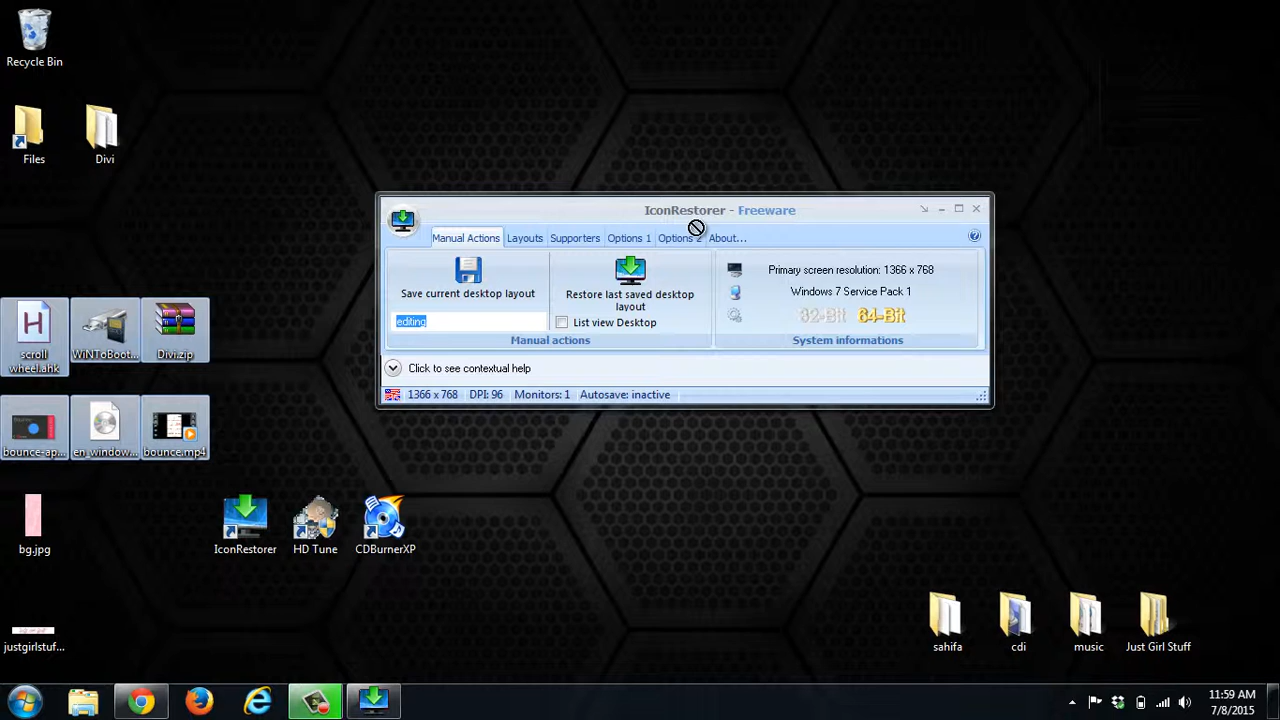 Recycle Bin
Files
Divi
IconRestorer - Freeware
Manual Actions
Layouts
Supporters
Options 1
Options 2
About...
Save current desktop layout
Restore last saved desktop
layout
editing
List view Desktop
Manual actions
Primary screen resolution: 1366 x 768
Windows 7 Service Pack 1
32-Bit
64-Bit
System informations
Click to see contextual help
1366 x 768
DPI: 96
Monitors: 1
Autosave: inactive
scroll
wheel.ahk
WiNToBoot...
Divi.zip
bounce-ap...
en_window...
bounce.mp4
bg.jpg
IconRestorer
HD Tune
CDBurnerXP
justgirlstuf...
sahifa
cdi
music
Just Girl Stuff
11:59 AM
7/8/2015